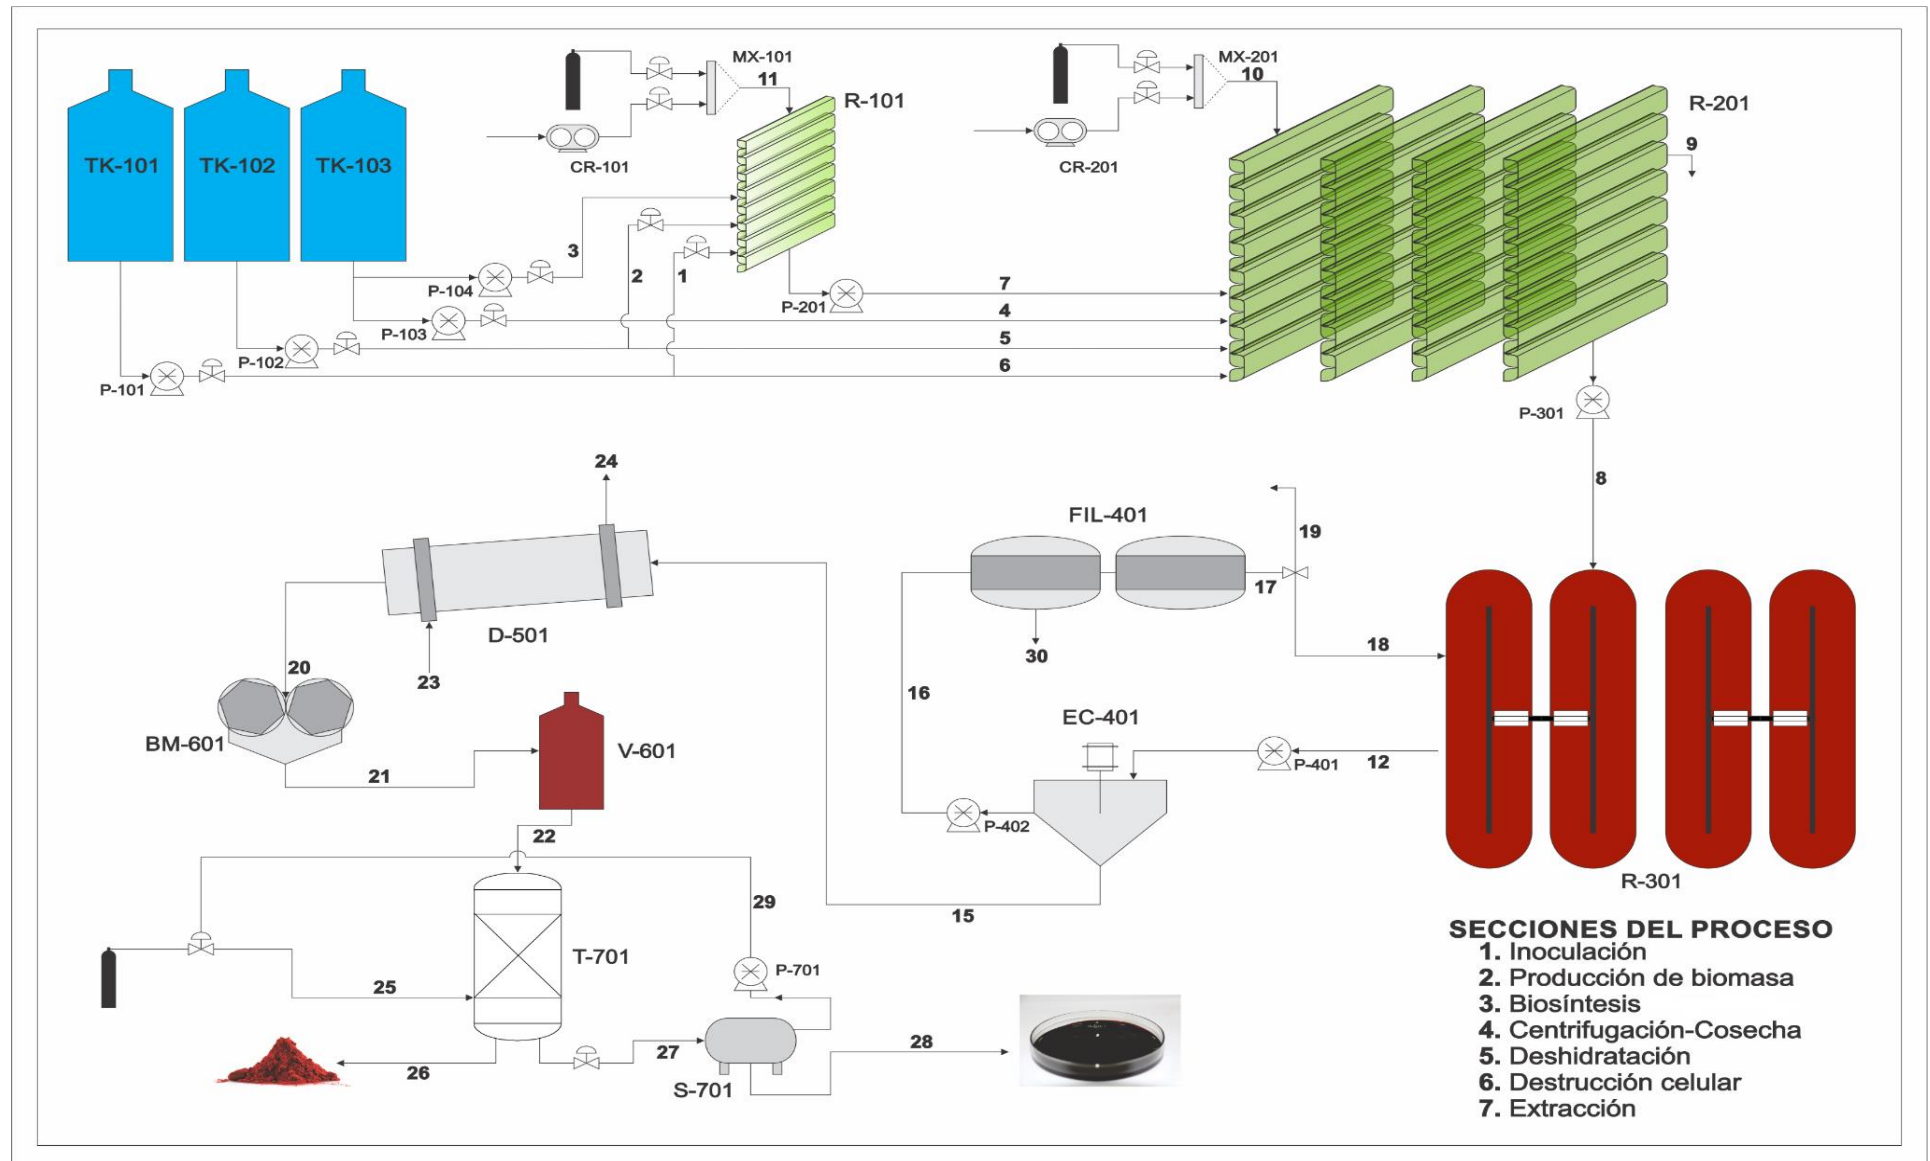 MX-101
11
R-101
CR-101
MX-201
10
R-201
CR-201
9
TK-101
TK-102
TK-103
3
2
1
P-104
P-201
7
P-103
4
P-102
5
P-101
6
P-301
8
24
FIL-401
19
17
D-501
30
18
23
20
16
EC-401
BM-601
V-601
P-401
12
21
P-402
22
R-301
29
15
T-701
P-701
25
27
28
26
S-701
SECCIONES DEL PROCESO
1. Inoculación
2. Producción de biomasa
3. Biosíntesis
4. Centrifugación-Cosecha
5. Deshidratación
6. Destrucción celular
7. Extracción